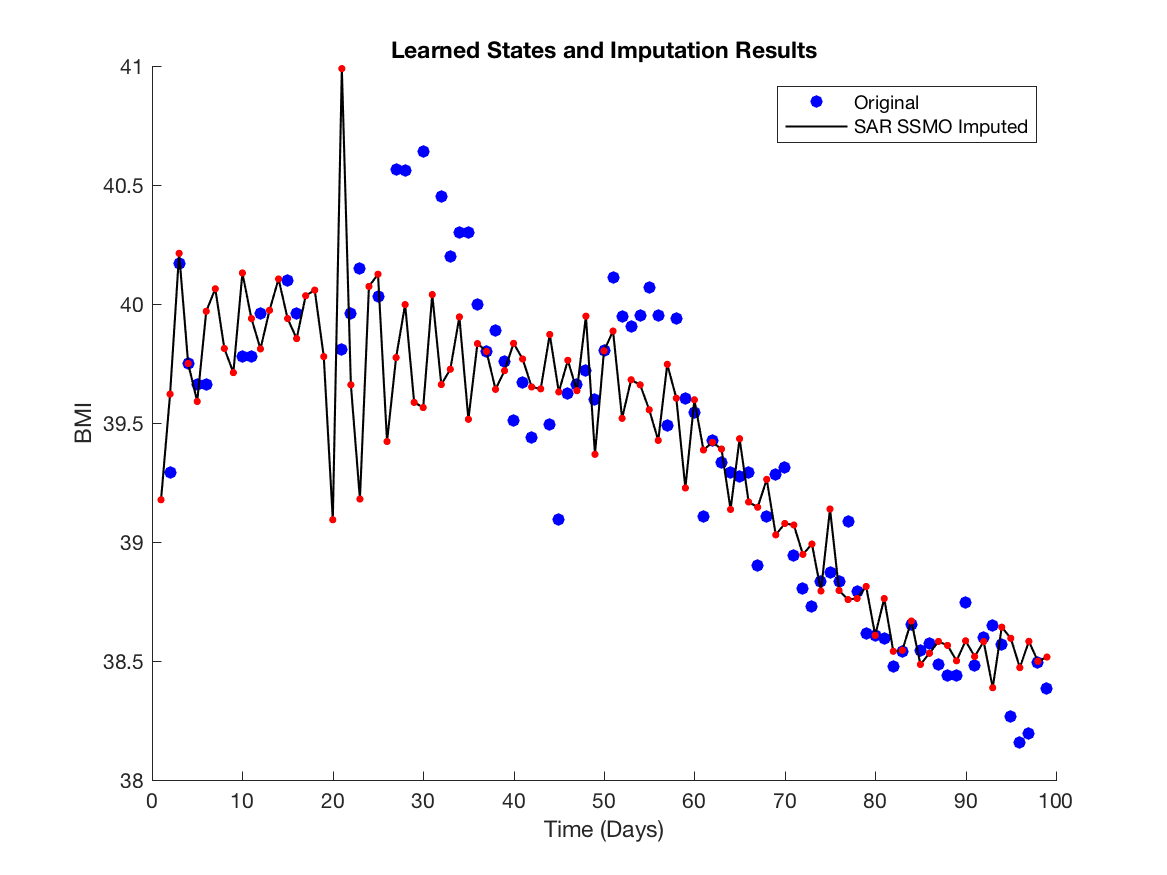 Learned States and Imputation Results
Original
SAR SSMO Imputed
BMI
41
40.5
40
39.5
39
38.5
38
0 10 20 30 40 50 60 70 80 90 100
Time (Days)